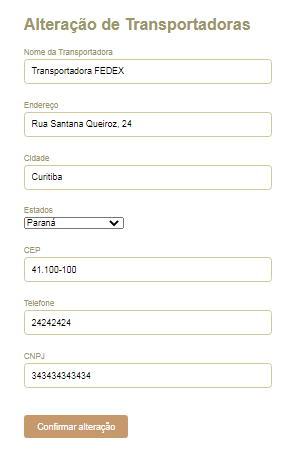 Alteração de Transportadoras
Nome da Transportadora
Transportadora FEDEX
Endereço
Rua Santana Queiroz, 24
Cidade
Curitiba
Estados
Paraná
CEP
41.100-100
Telefone
24242424
CNPJ
343434343434
Confirmar alteração